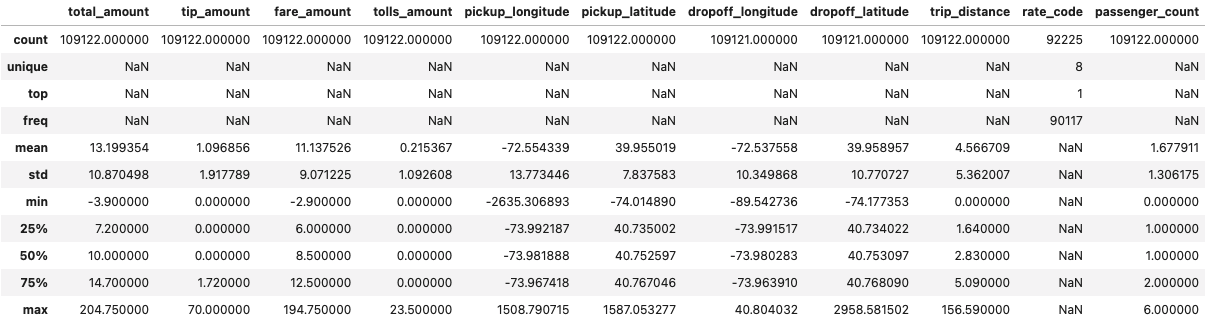 total_amount tip_amount fare_amount tolls_amount pickup_longitude pickup_latitude dropoff_longitude dropoff_latitude trip_distance rate_code passenger_count
count 109122.000000 109122.000000 109122.000000 109122.000000 109122.000000 109122.000000 109121.000000 109121.000000 109122.000000 92225 109122.000000
unique NaN NaN NaN NaN NaN NaN NaN NaN NaN 8 NaN
top NaN NaN NaN NaN NaN NaN NaN NaN NaN 1 NaN
freq NaN NaN NaN NaN NaN NaN NaN NaN NaN 90117 NaN
mean 13.199354 1.096856 11.137526 0.215367 -72.554339 39.955019 -72.537558 39.958957 4.566709 NaN 1.677911
std 10.870498 1.917789 9.071225 1.092608 13.773446 7.837583 10.349868 10.770727 5.362007 NaN 1.306175
min -3.900000 0.000000 -2.900000 0.000000 -2635.306893 -74.014890 -89.542736 -74.177353 0.000000 NaN 0.000000
25% 7.200000 0.000000 6.000000 0.000000 -73.992187 40.735002 -73.991517 40.734022 1.640000 NaN 1.000000
50% 10.000000 0.000000 8.500000 0.000000 -73.981888 40.752597 -73.980283 40.753097 2.830000 NaN 1.000000
75% 14.700000 1.720000 12.500000 0.000000 -73.967418 40.767046 -73.963910 40.768090 5.090000 NaN 2.000000
max 204.750000 70.000000 194.750000 23.500000 1508.790715 1587.053277 40.804032 2958.581502 156.590000 NaN 6.000000